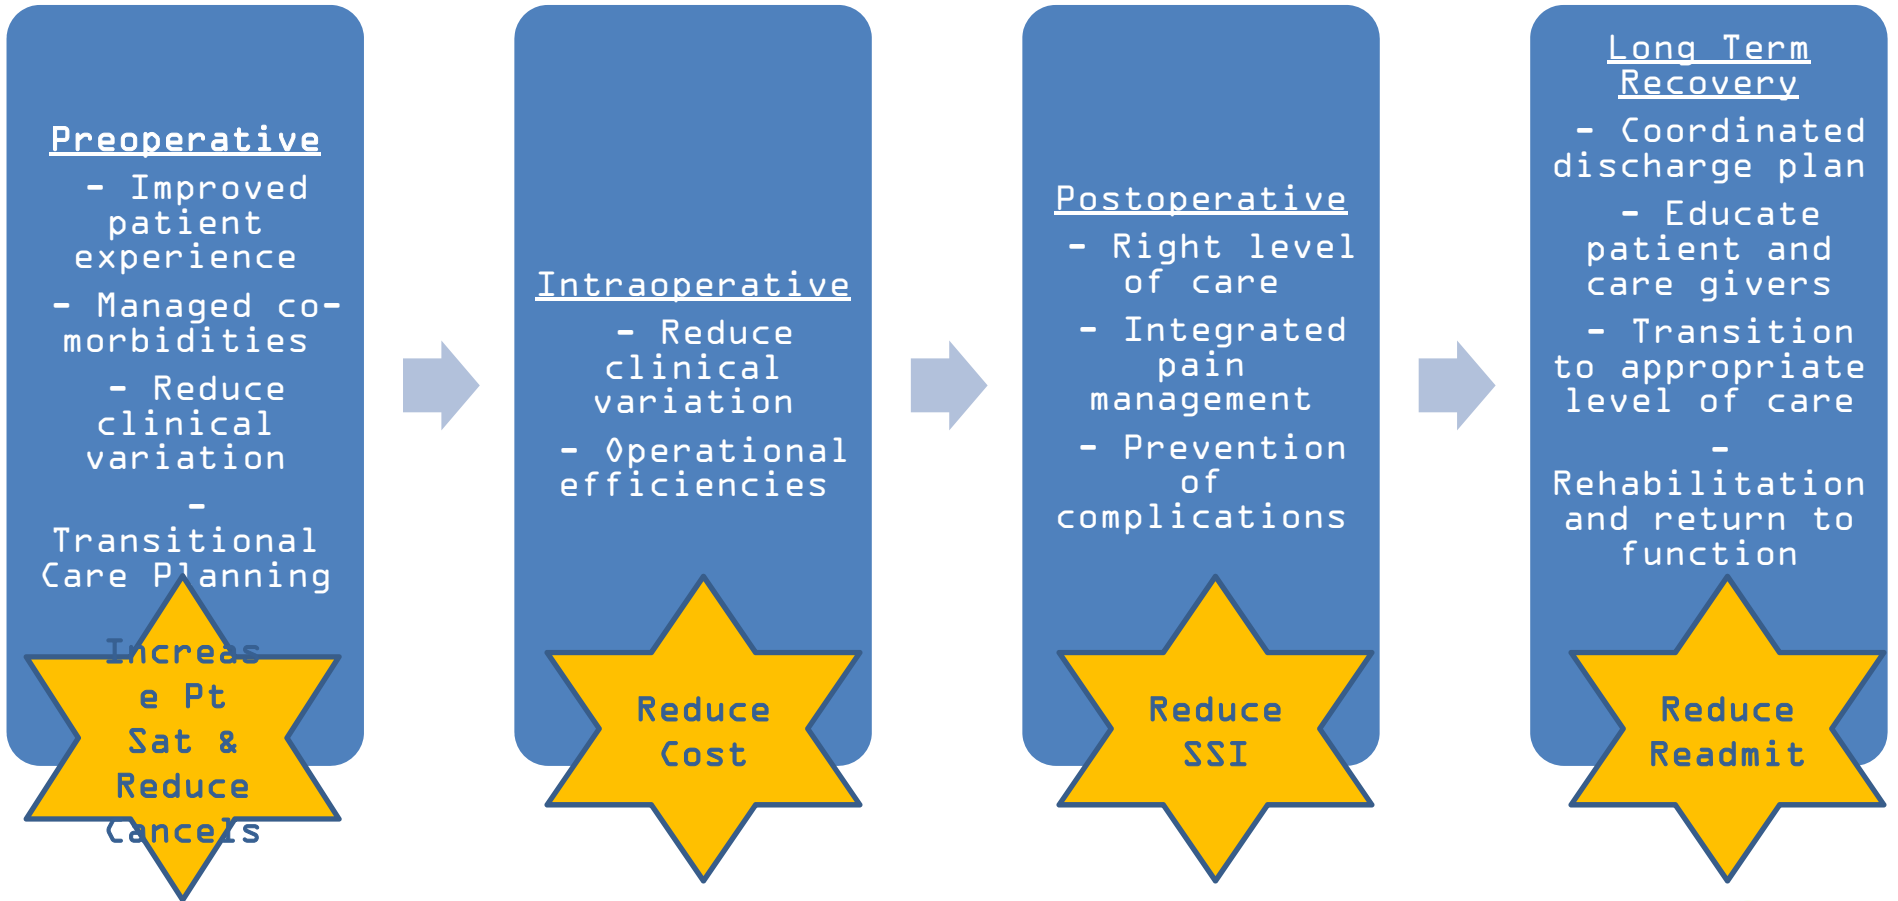 Preoperative
- Improved
patient
experience
- Managed co-
morbidities
- Reduce
clinical
variation
-
Transitional
Care Planning
Increas
e Pt
Sat &
Reduce
Cancels
Intraoperative
- Reduce
clinical
variation
- Operational
efficiencies
Reduce
Cost
Postoperative
- Right level
of care
- Integrated
pain
management
- Prevention
of
complications
Reduce
SSI
Long Term
Recovery
- Coordinated
discharge plan
- Educate
patient and
care givers
- Transition
to appropriate
level of care
-
Rehabilitation
and return to
function
Reduce
Readmit